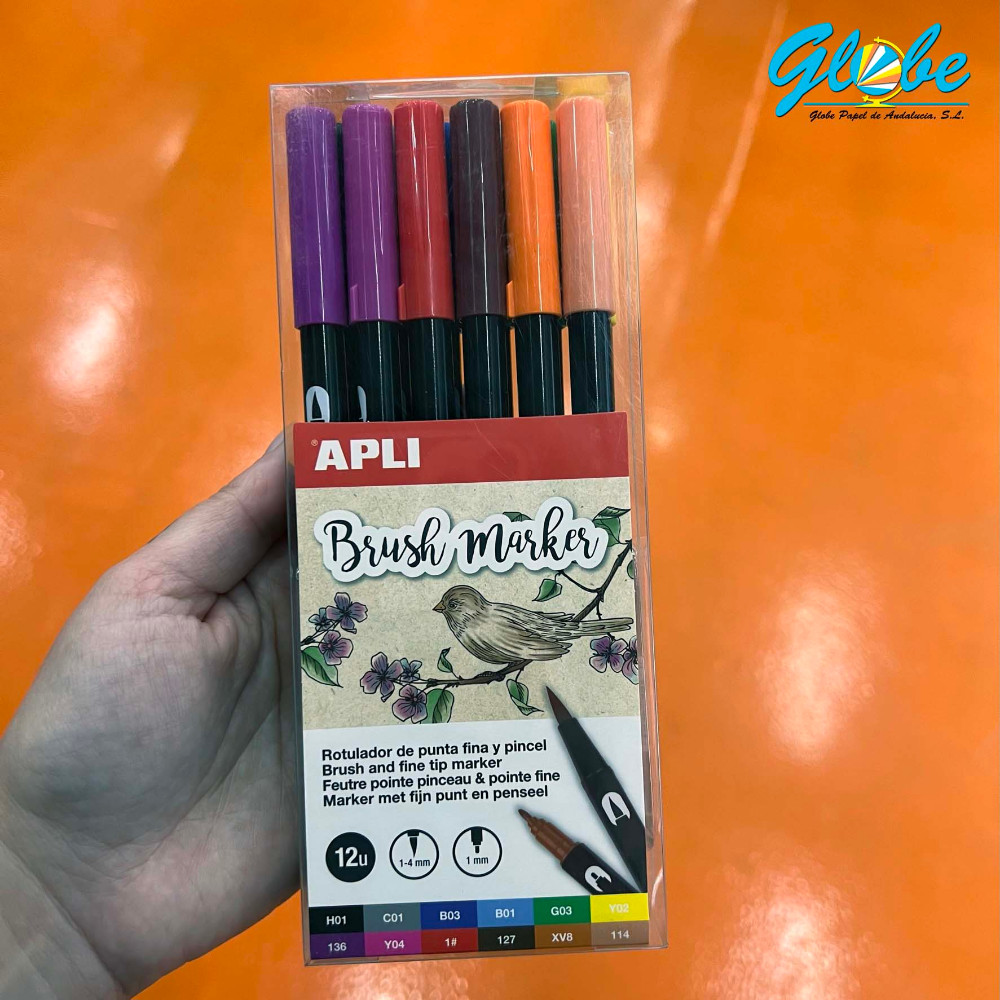 Globe
Globe Papel de Andalucia, S.L.
® APLI
Brush Marker
Rotulador de punta fina y pincel
Brush and fine tip marker
Feutre pointe pinceau & pointe fine
Marker met fijn punt en penseel
12u
1-4 mm
1 mm
H01 C01 B03 B01 G03 Y02
136 Y04 1# 127 XV8 114